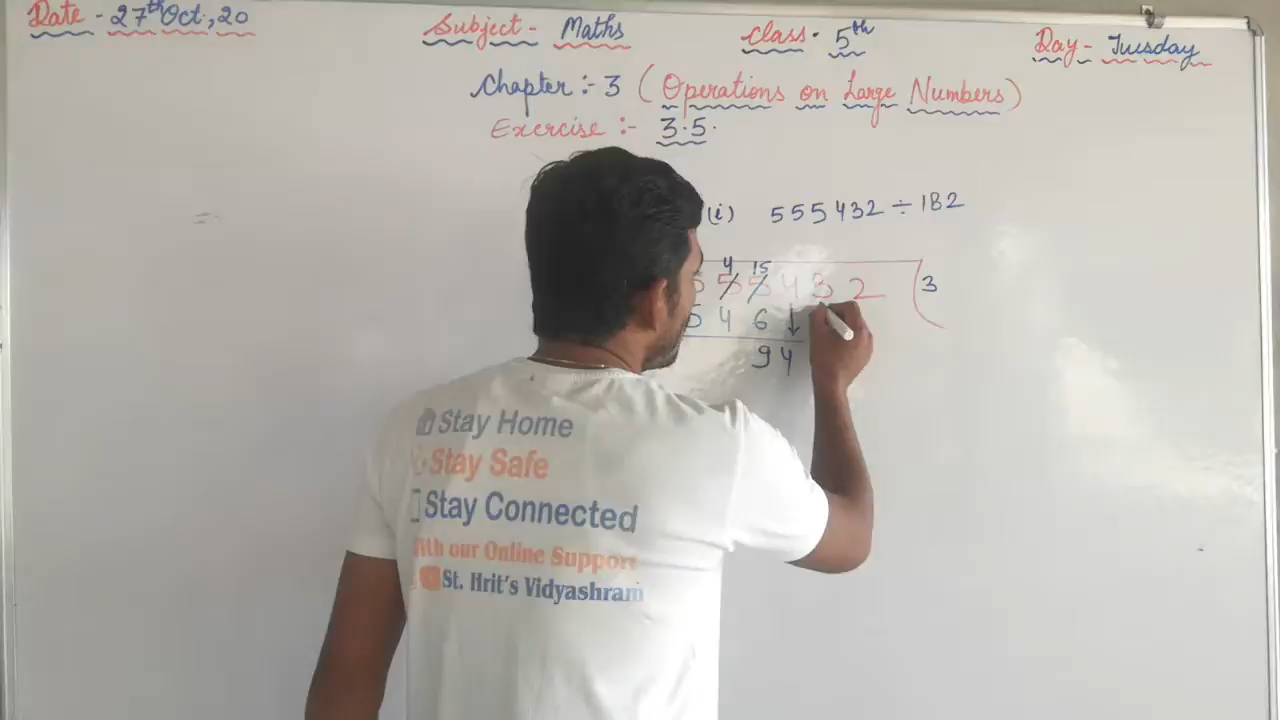 Date - 27th Oct, 20 Subject - Maths Class - 5th Day - Tuesday
Chapter :- 3 (Operations on Large Numbers)
Exercise :- 3.5.
(i) 555432 ÷ 182
4 15
5 5 5 4 3 2 ( 3
5 4 6 ↓
9 4
Stay Home
Stay Safe
Stay Connected
With our Online Support
St. Hrit's Vidyashram